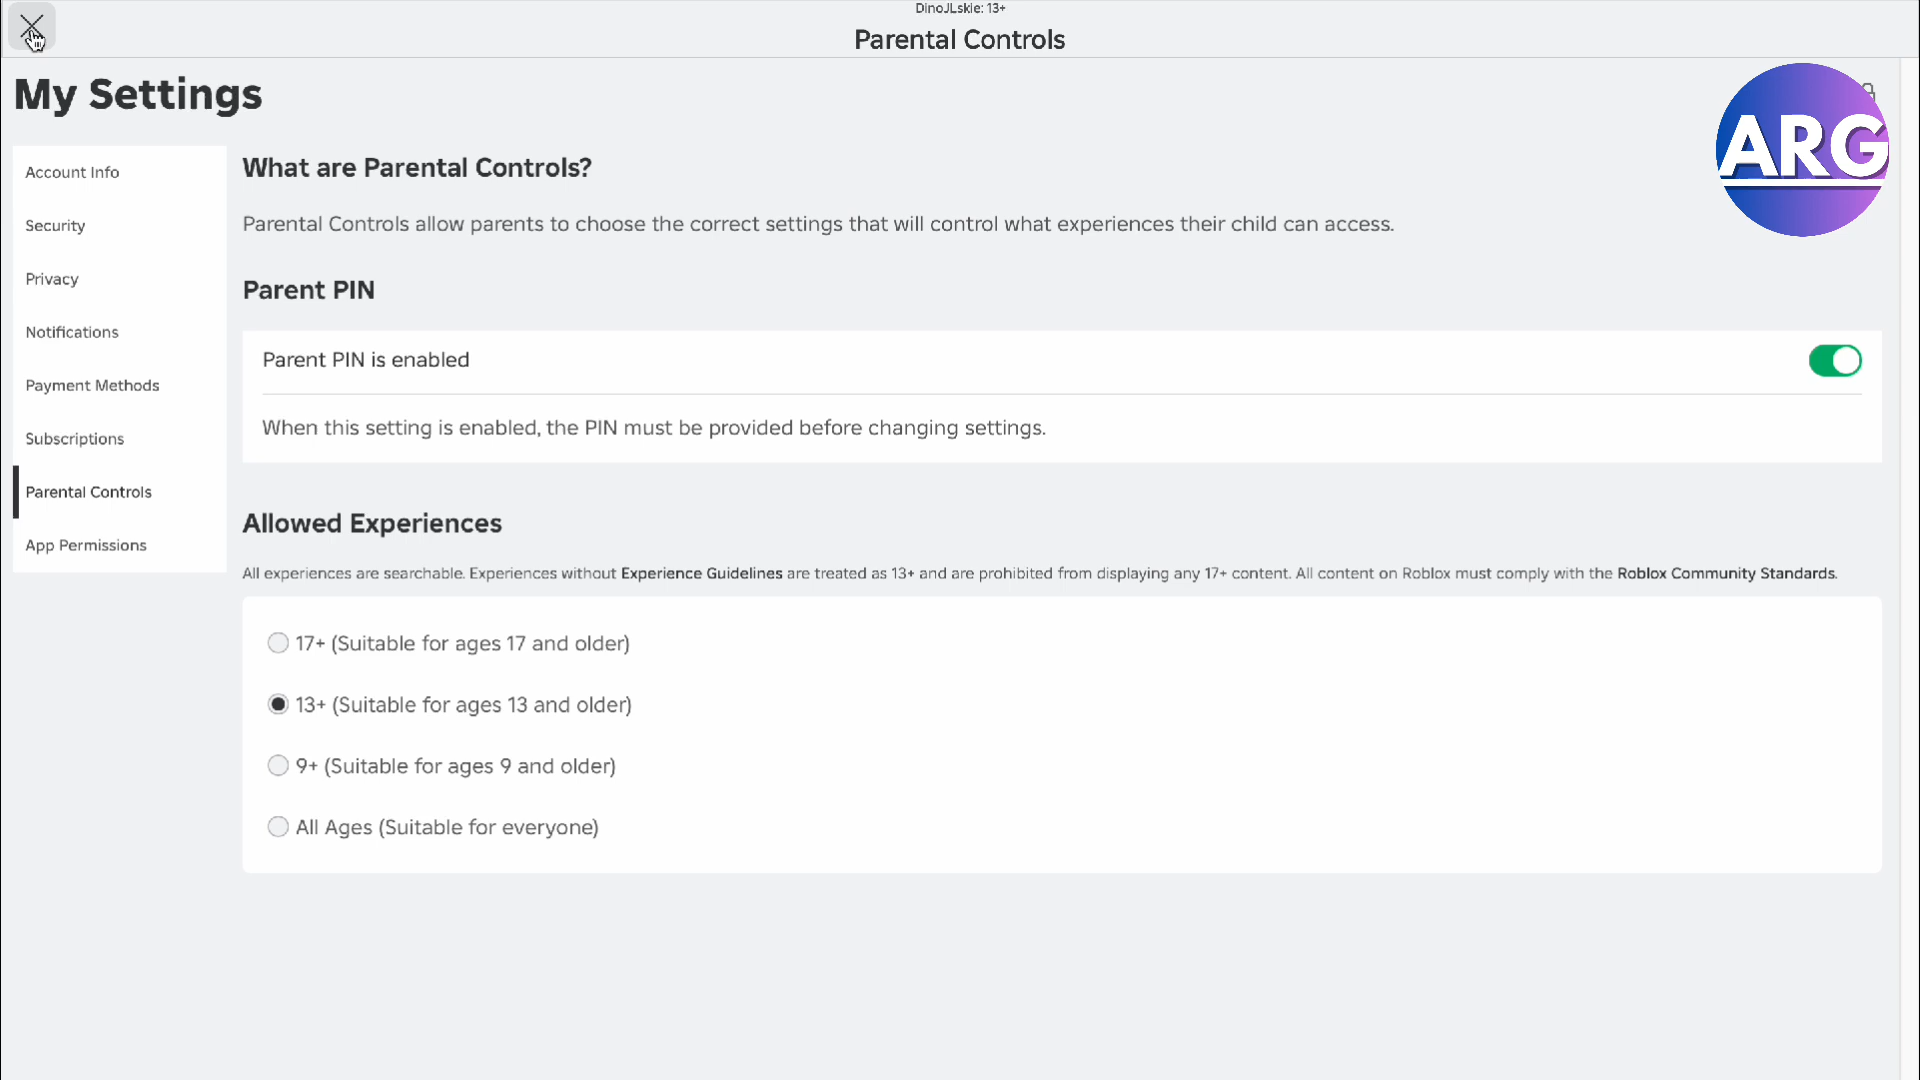 DinoJLskie: 13+
Parental Controls
My Settings
ARG
Account Info
Security
Privacy
Notifications
Payment Methods
Subscriptions
Parental Controls
App Permissions
What are Parental Controls?
Parental Controls allow parents to choose the correct settings that will control what experiences their child can access.
Parent PIN
Parent PIN is enabled
When this setting is enabled, the PIN must be provided before changing settings.
Allowed Experiences
All experiences are searchable. Experiences without Experience Guidelines are treated as 13+ and are prohibited from displaying any 17+ content. All content on Roblox must comply with the Roblox Community Standards.
17+ (Suitable for ages 17 and older)
13+ (Suitable for ages 13 and older)
9+ (Suitable for ages 9 and older)
All Ages (Suitable for everyone)